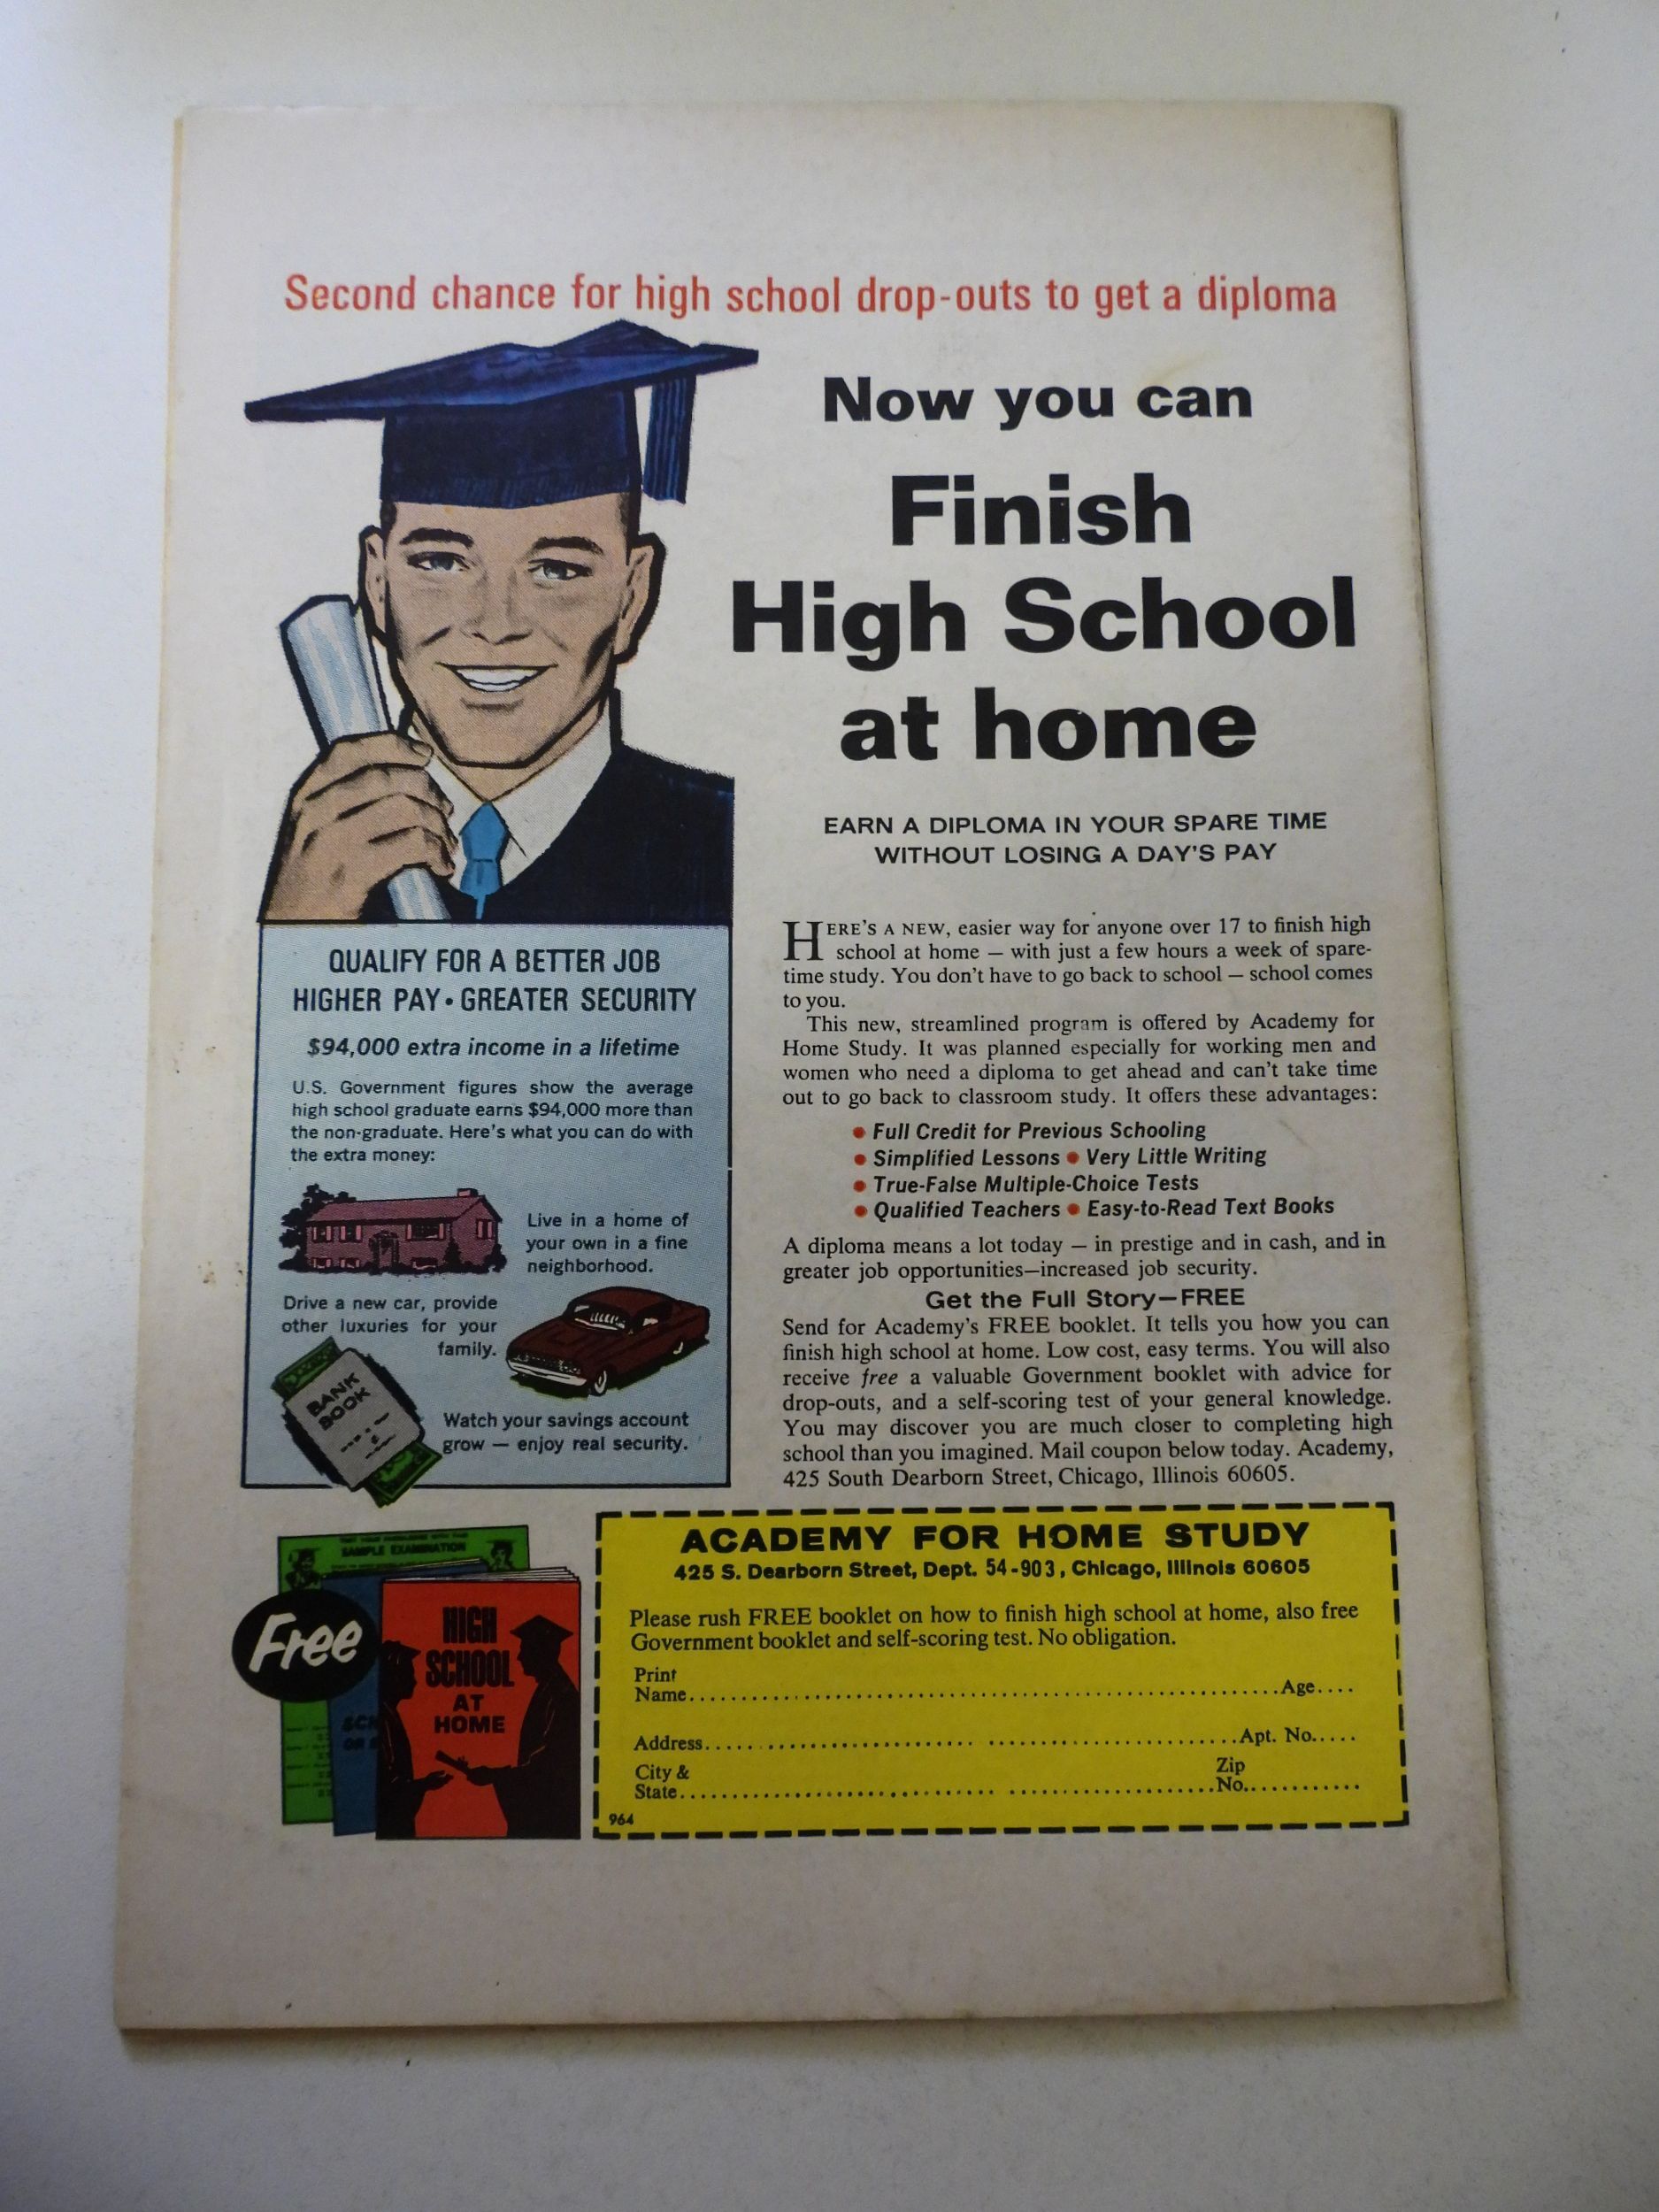 Second chance for high school drop-outs to get a diploma
Now you can
Finish
High School
at home
EARN A DIPLOMA IN YOUR SPARE TIME
WITHOUT LOSING A DAY'S PAY
HERE'S A NEW, easier way for anyone over 17 to finish high
school at home — with just a few hours a week of spare-
time study. You don't have to go back to school — school comes
to you.
This new, streamlined program is offered by Academy for
Home Study. It was planned especially for working men and
women who need a diploma to get ahead and can't take time
out to go back to classroom study. It offers these advantages:
• Full Credit for Previous Schooling
• Simplified Lessons • Very Little Writing
• True-False Multiple-Choice Tests
• Qualified Teachers • Easy-to-Read Text Books
A diploma means a lot today — in prestige and in cash, and in
greater job opportunities—increased job security.
Get the Full Story—FREE
Send for Academy's FREE booklet. It tells you how you can
finish high school at home. Low cost, easy terms. You will also
receive free a valuable Government booklet with advice for
drop-outs, and a self-scoring test of your general knowledge.
You may discover you are much closer to completing high
school than you imagined. Mail coupon below today. Academy,
425 South Dearborn Street, Chicago, Illinois 60605.
QUALIFY FOR A BETTER JOB
HIGHER PAY • GREATER SECURITY
$94,000 extra income in a lifetime
U.S. Government figures show the average
high school graduate earns $94,000 more than
the non-graduate. Here's what you can do with
the extra money:
Live in a home of
your own in a fine
neighborhood.
Drive a new car, provide
other luxuries for your
family.
BANK
BOOK
Watch your savings account
grow — enjoy real security.
SAMPLE EXAMINATION
Free
HIGH
SCHOOL
AT
HOME
ACADEMY FOR HOME STUDY
425 S. Dearborn Street, Dept. 54-903, Chicago, Illinois 60605
Please rush FREE booklet on how to finish high school at home, also free
Government booklet and self-scoring test. No obligation.
Print
Name.......... Age....
Address.......... Apt. No.....
City & Zip
State.......... No..........
964